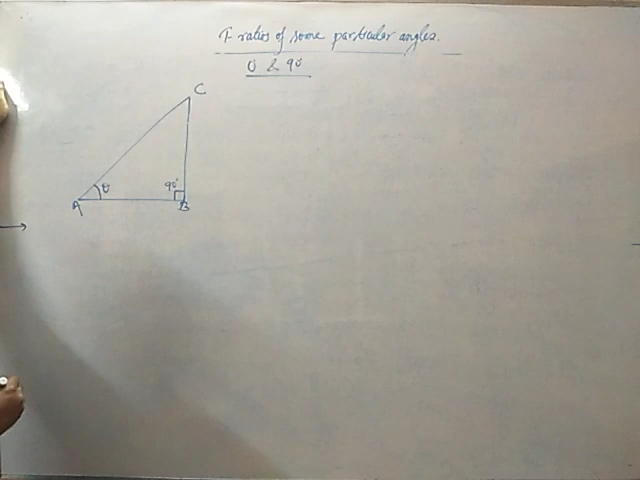 T-ratios of some particular angles.
0° & 90°
C
θ
90°
A
B